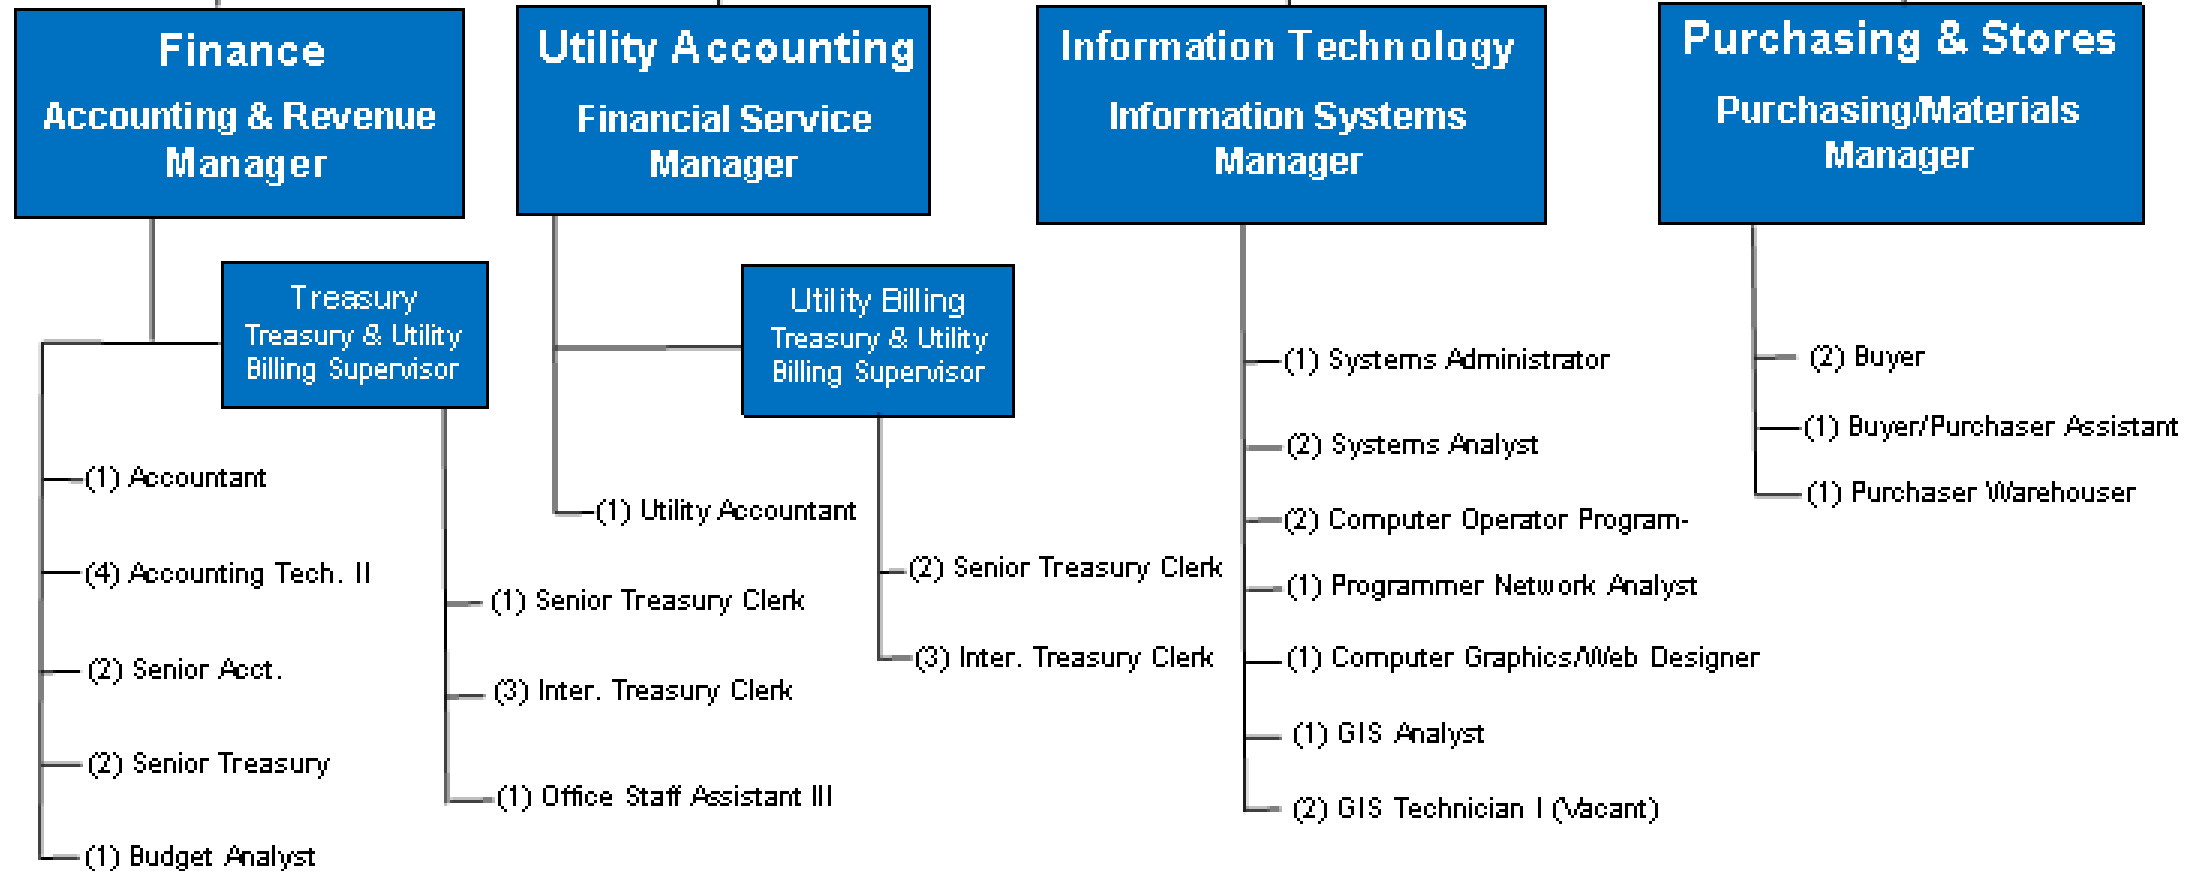 Finance
Accounting & Revenue
Manager
Treasury
Treasury & Utility
Billing Supervisor
(1) Accountant
(4) Accounting Tech. II
(2) Senior Acct.
(2) Senior Treasury
(1) Budget Analyst
(1) Senior Treasury Clerk
(3) Inter. Treasury Clerk
(1) Office Staff Assistant III
Utility Accounting
Financial Service
Manager
Utility Billing
Treasury & Utility
Billing Supervisor
(1) Utility Accountant
(2) Senior Treasury Clerk
(3) Inter. Treasury Clerk
Information Technology
Information Systems
Manager
(1) Systems Administrator
(2) Systems Analyst
(2) Computer Operator Program-
(1) Programmer Network Analyst
(1) Computer Graphics/Web Designer
(1) GIS Analyst
(2) GIS Technician I (Vacant)
Purchasing & Stores
Purchasing/Materials
Manager
(2) Buyer
(1) Buyer/Purchaser Assistant
(1) Purchaser Warehouser